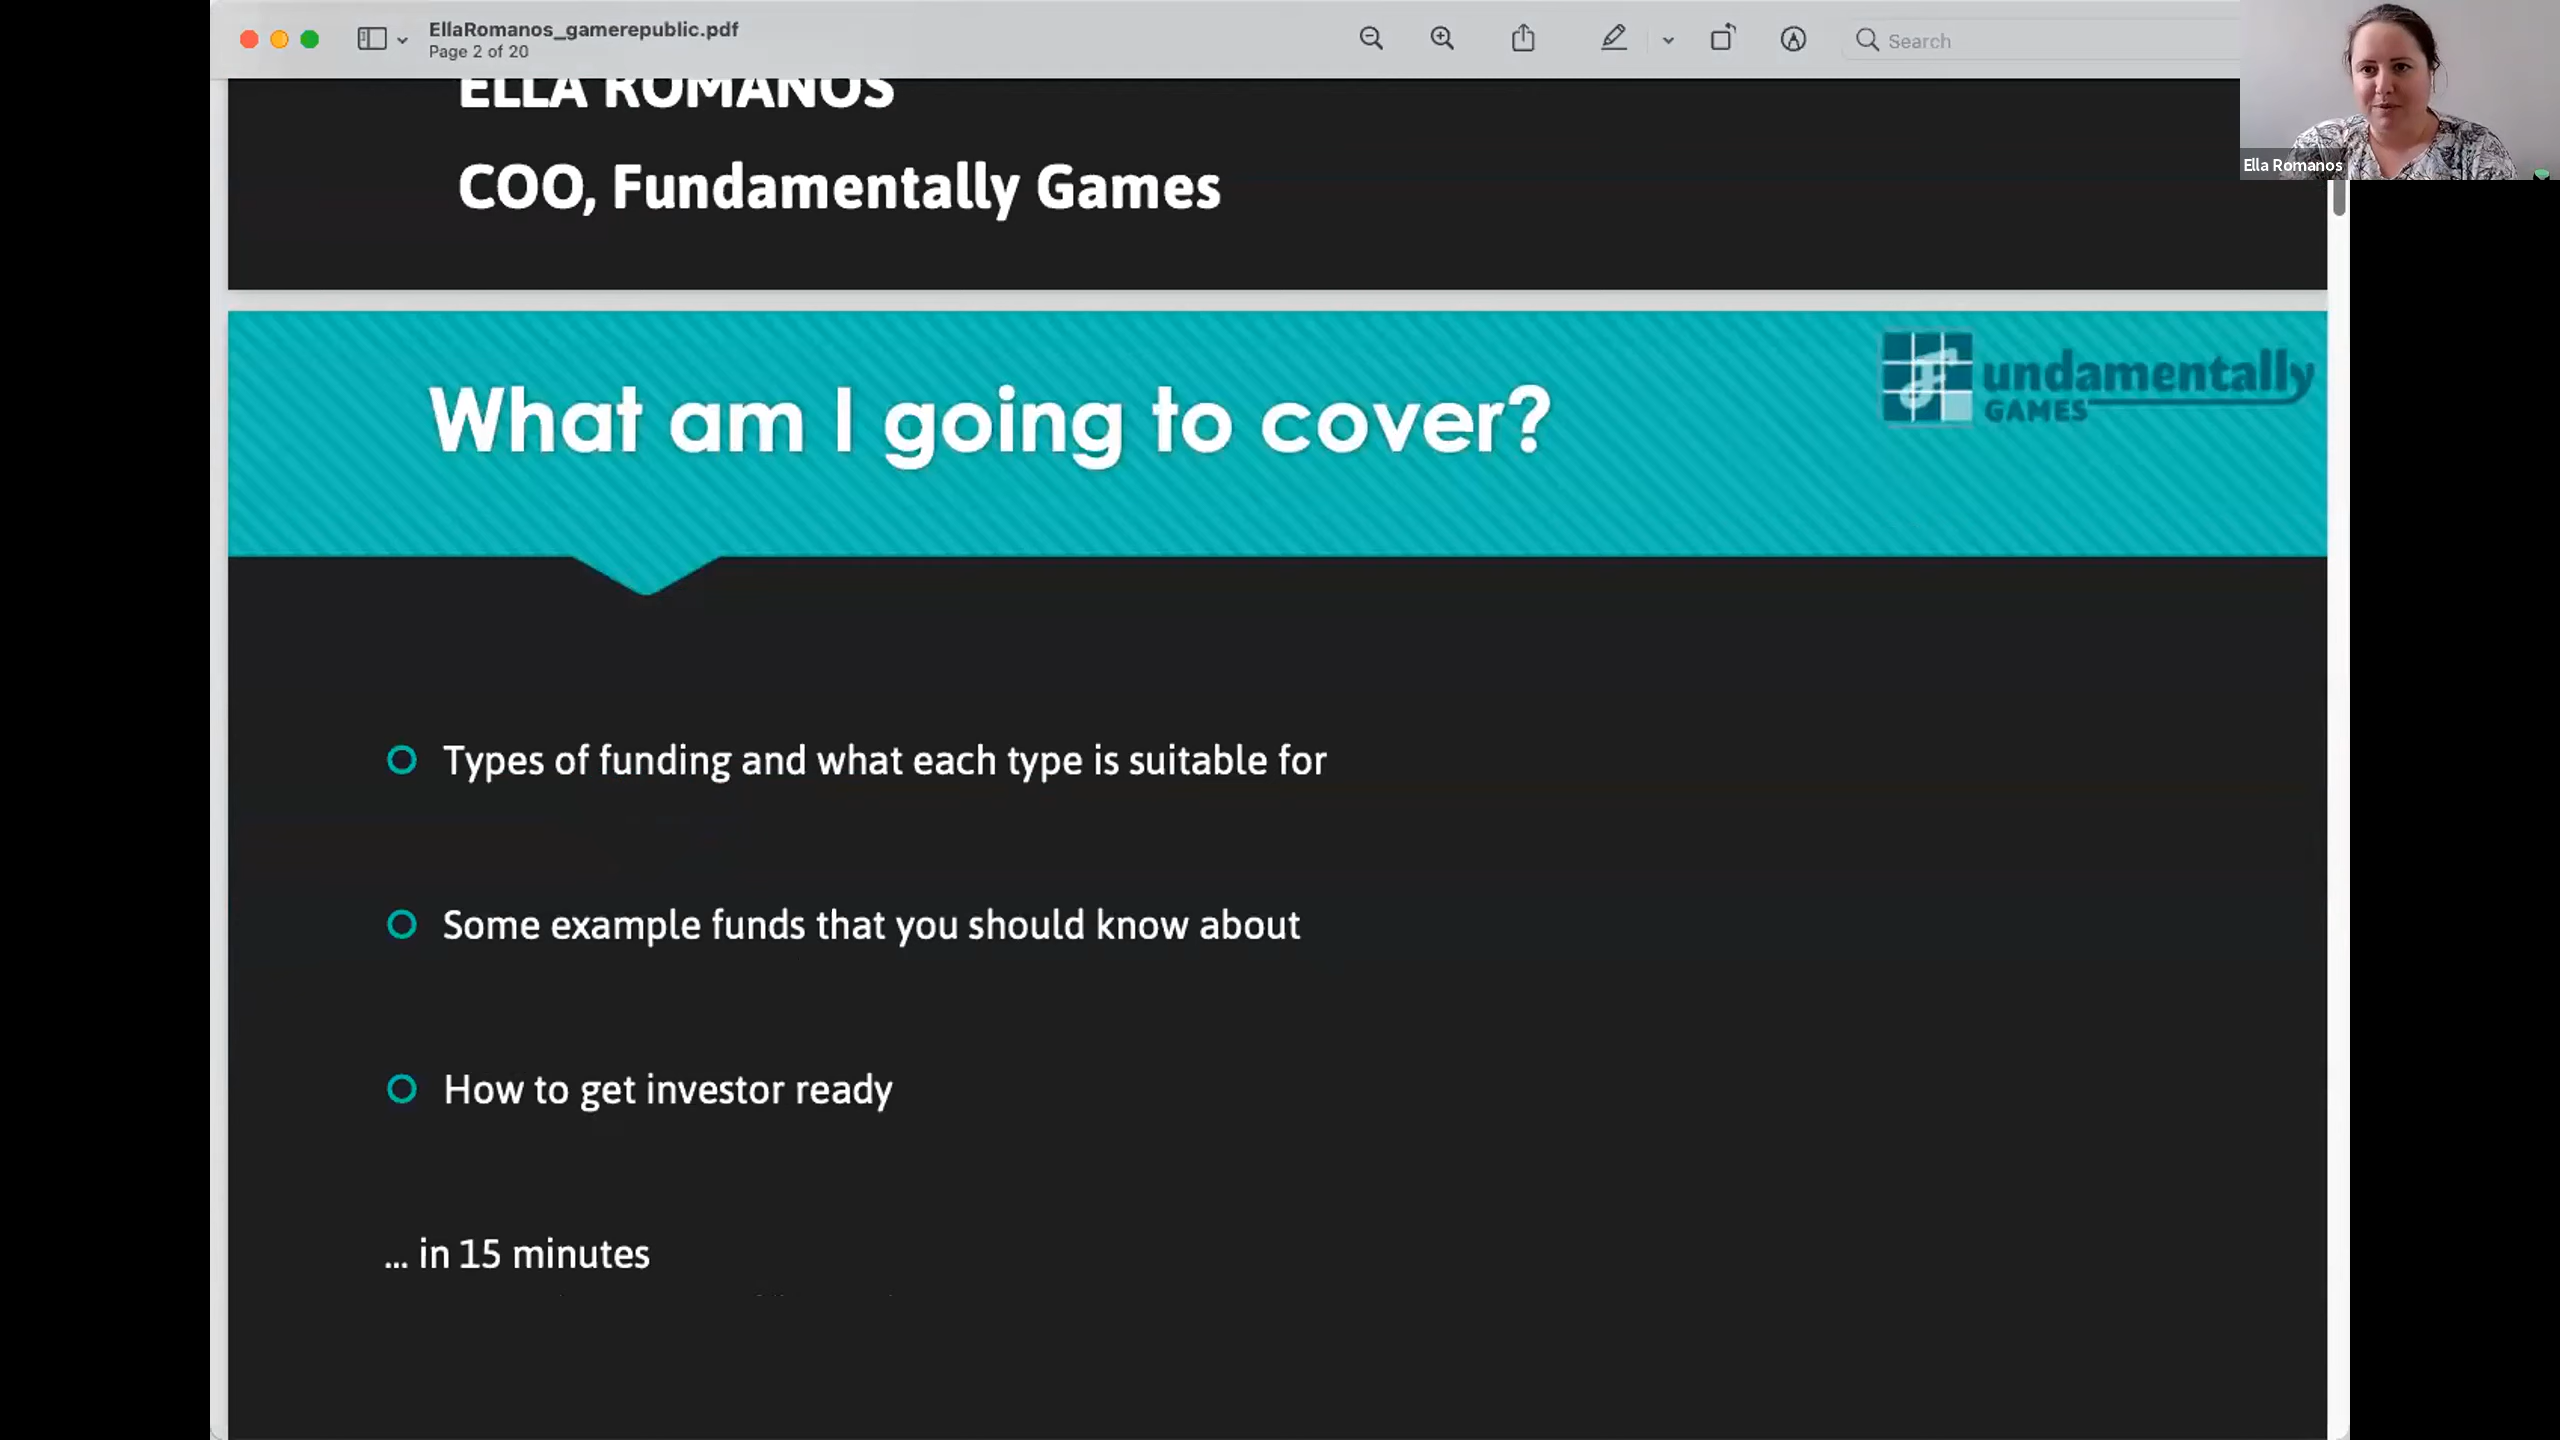 EllaRomanos_gamerepublic.pdf
Page 2 of 20
Search
Ella Romanos
ELLA ROMANOS
COO, Fundamentally Games
What am I going to cover?
Fundamentally
GAMES
Types of funding and what each type is suitable for
Some example funds that you should know about
How to get investor ready
... in 15 minutes